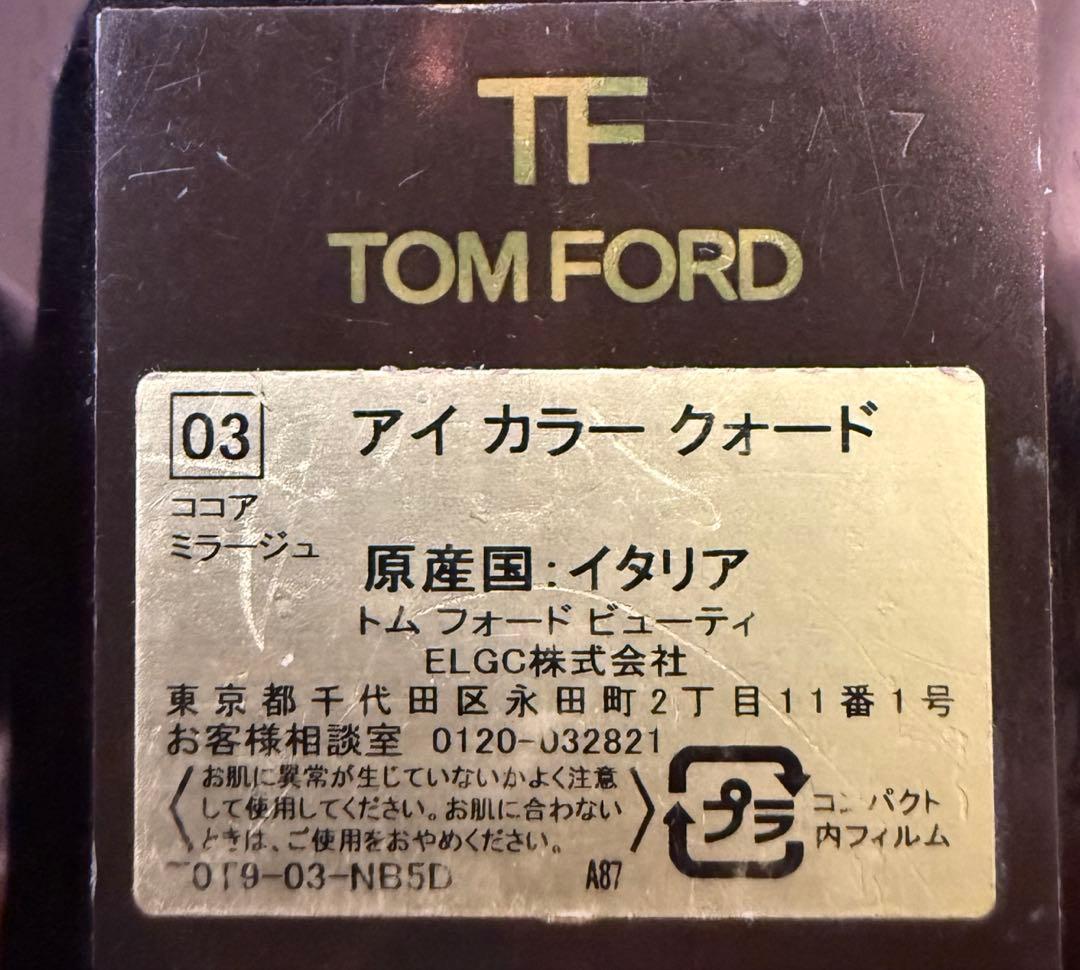 TF
TOM FORD
03 アイ カラー クォード
ココア
ミラージュ
原産国:イタリア
トム フォード ビューティ
ELGC株式会社
東京都千代田区永田町2丁目11番1号
お客様相談室 0120-032821
〈お肌に異常が生じていないかよく注意
して使用してください。お肌に合わない
ときは、ご使用をおやめください。〉
プラ
コンパクト
内フィルム
A87